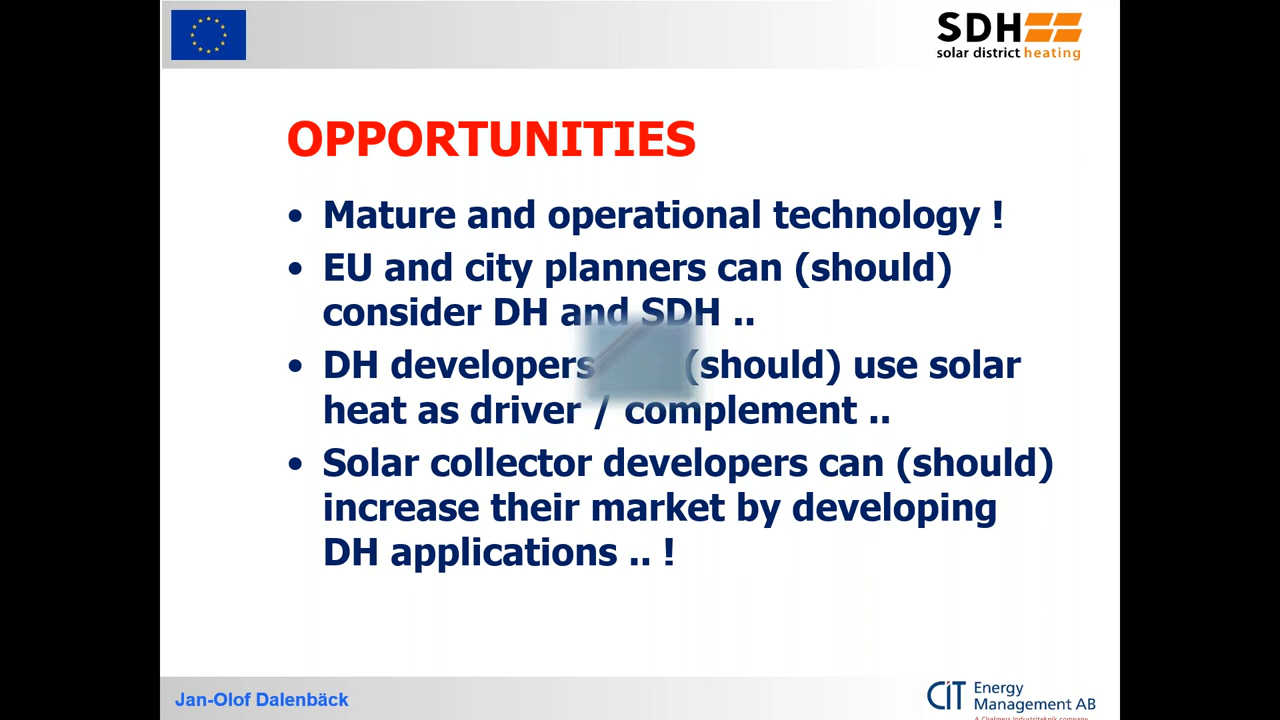 SDH
solar district heating
OPPORTUNITIES
• Mature and operational technology !
• EU and city planners can (should)
consider DH and SDH ..
• DH developers (should) use solar
heat as driver / complement ..
• Solar collector developers can (should)
increase their market by developing
DH applications .. !
Jan-Olof Dalenbäck
CIT Energy
Management AB
A Chalmers Industriteknik company